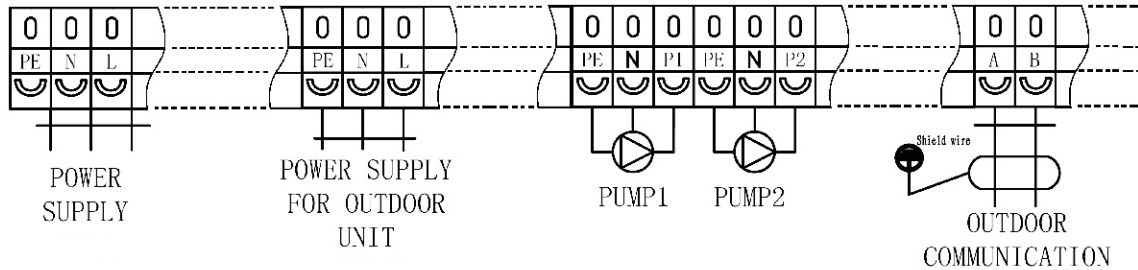 0 0 0 0 0 0 0 0 0 0 0 0 0 0
PE N L PE N L PE N P1 PE N P2 A B
Shield wire
POWER
SUPPLY
POWER SUPPLY
FOR OUTDOOR
UNIT
PUMP1
PUMP2
OUTDOOR
COMMUNICATION